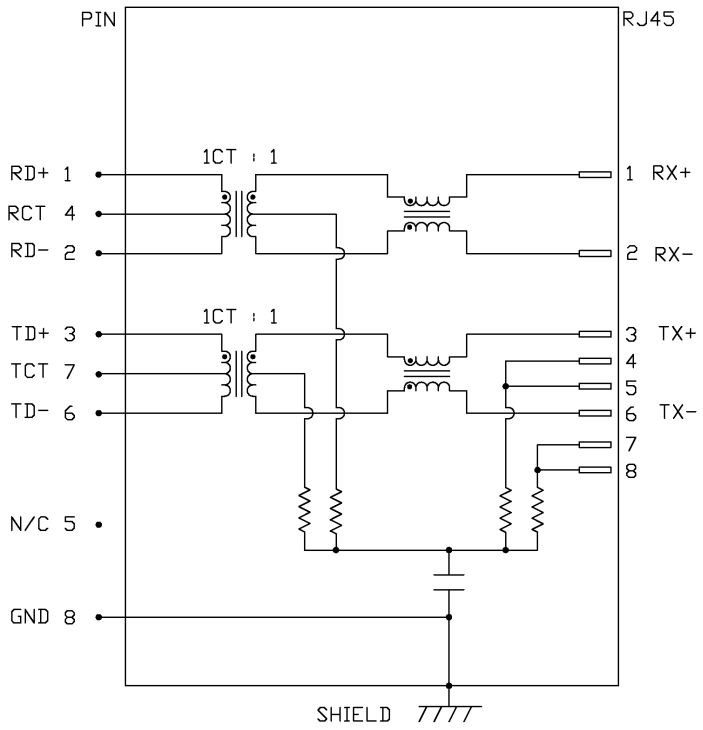 PIN RJ45
1CT : 1
RD+ 1 1 RX+
RCT 4
RD- 2 2 RX-
1CT : 1
TD+ 3 3 TX+
4
TCT 7
5
TD- 6 6 TX-
7
8
N/C 5
GND 8
SHIELD